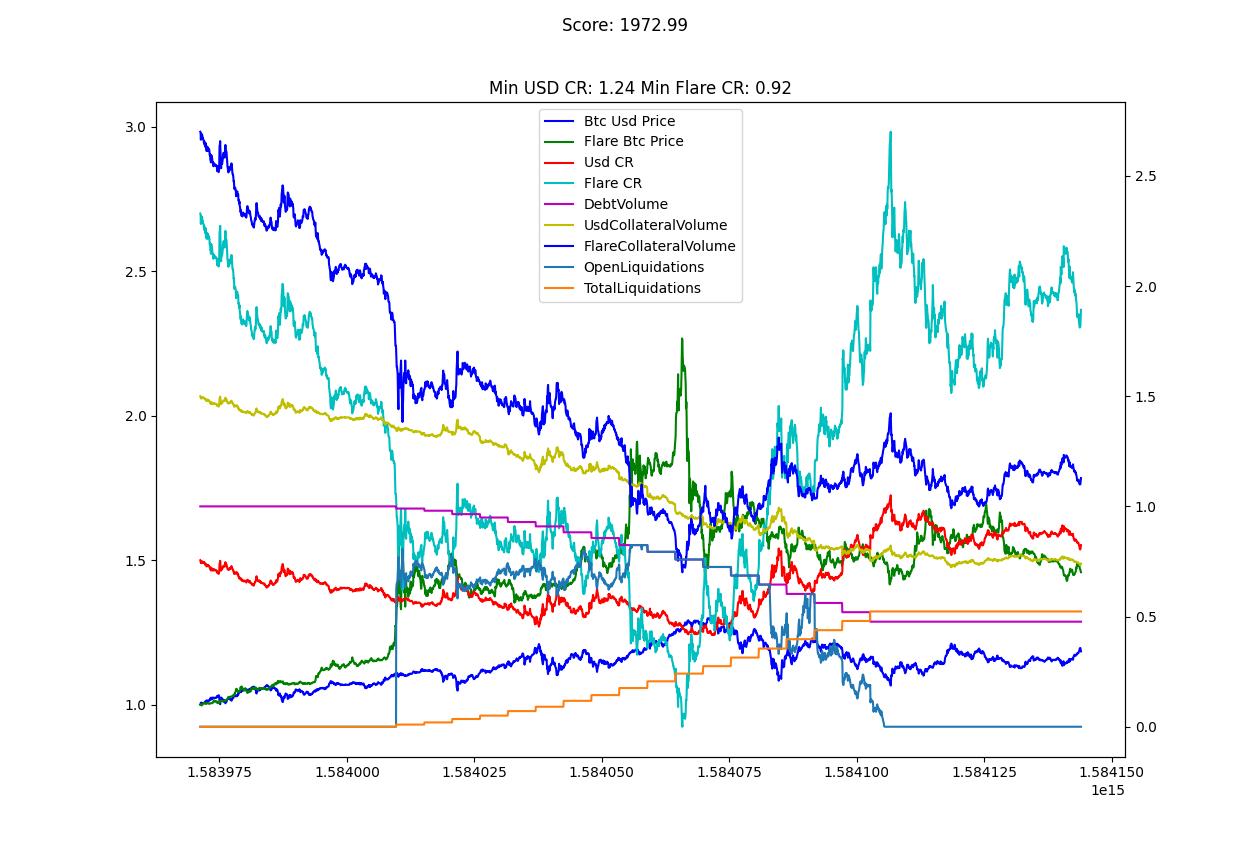 Score: 1972.99
Min USD CR: 1.24 Min Flare CR: 0.92
Btc Usd Price
Flare Btc Price
Usd CR
Flare CR
DebtVolume
UsdCollateralVolume
FlareCollateralVolume
OpenLiquidations
TotalLiquidations
3.0
2.5
2.0
1.5
1.0
2.5
2.0
1.5
1.0
0.5
0.0
1.583975 1.584000 1.584025 1.584050 1.584075 1.584100 1.584125 1.584150
1e15